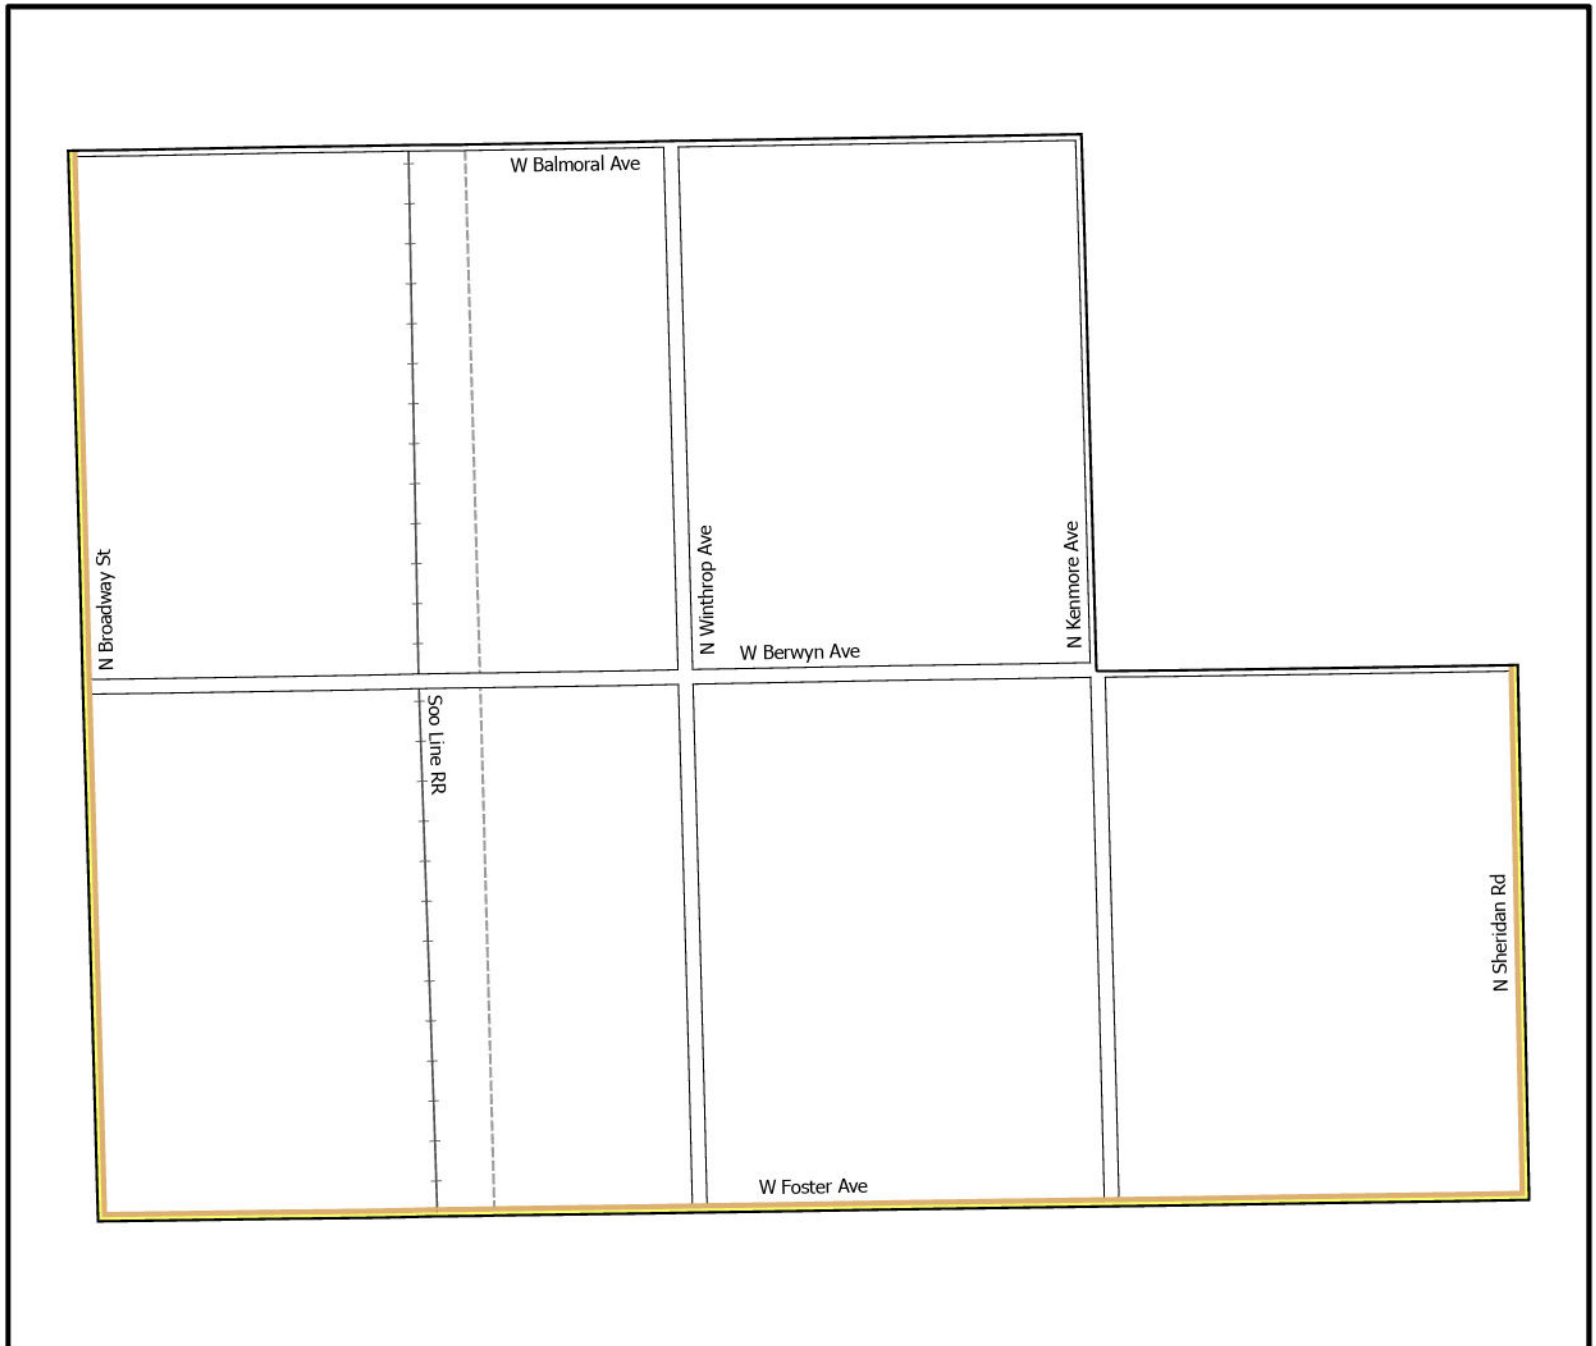 W Balmoral Ave
N Broadway St
N Winthrop Ave
N Kenmore Ave
W Berwyn Ave
Soo Line RR
N Sheridan Rd
W Foster Ave